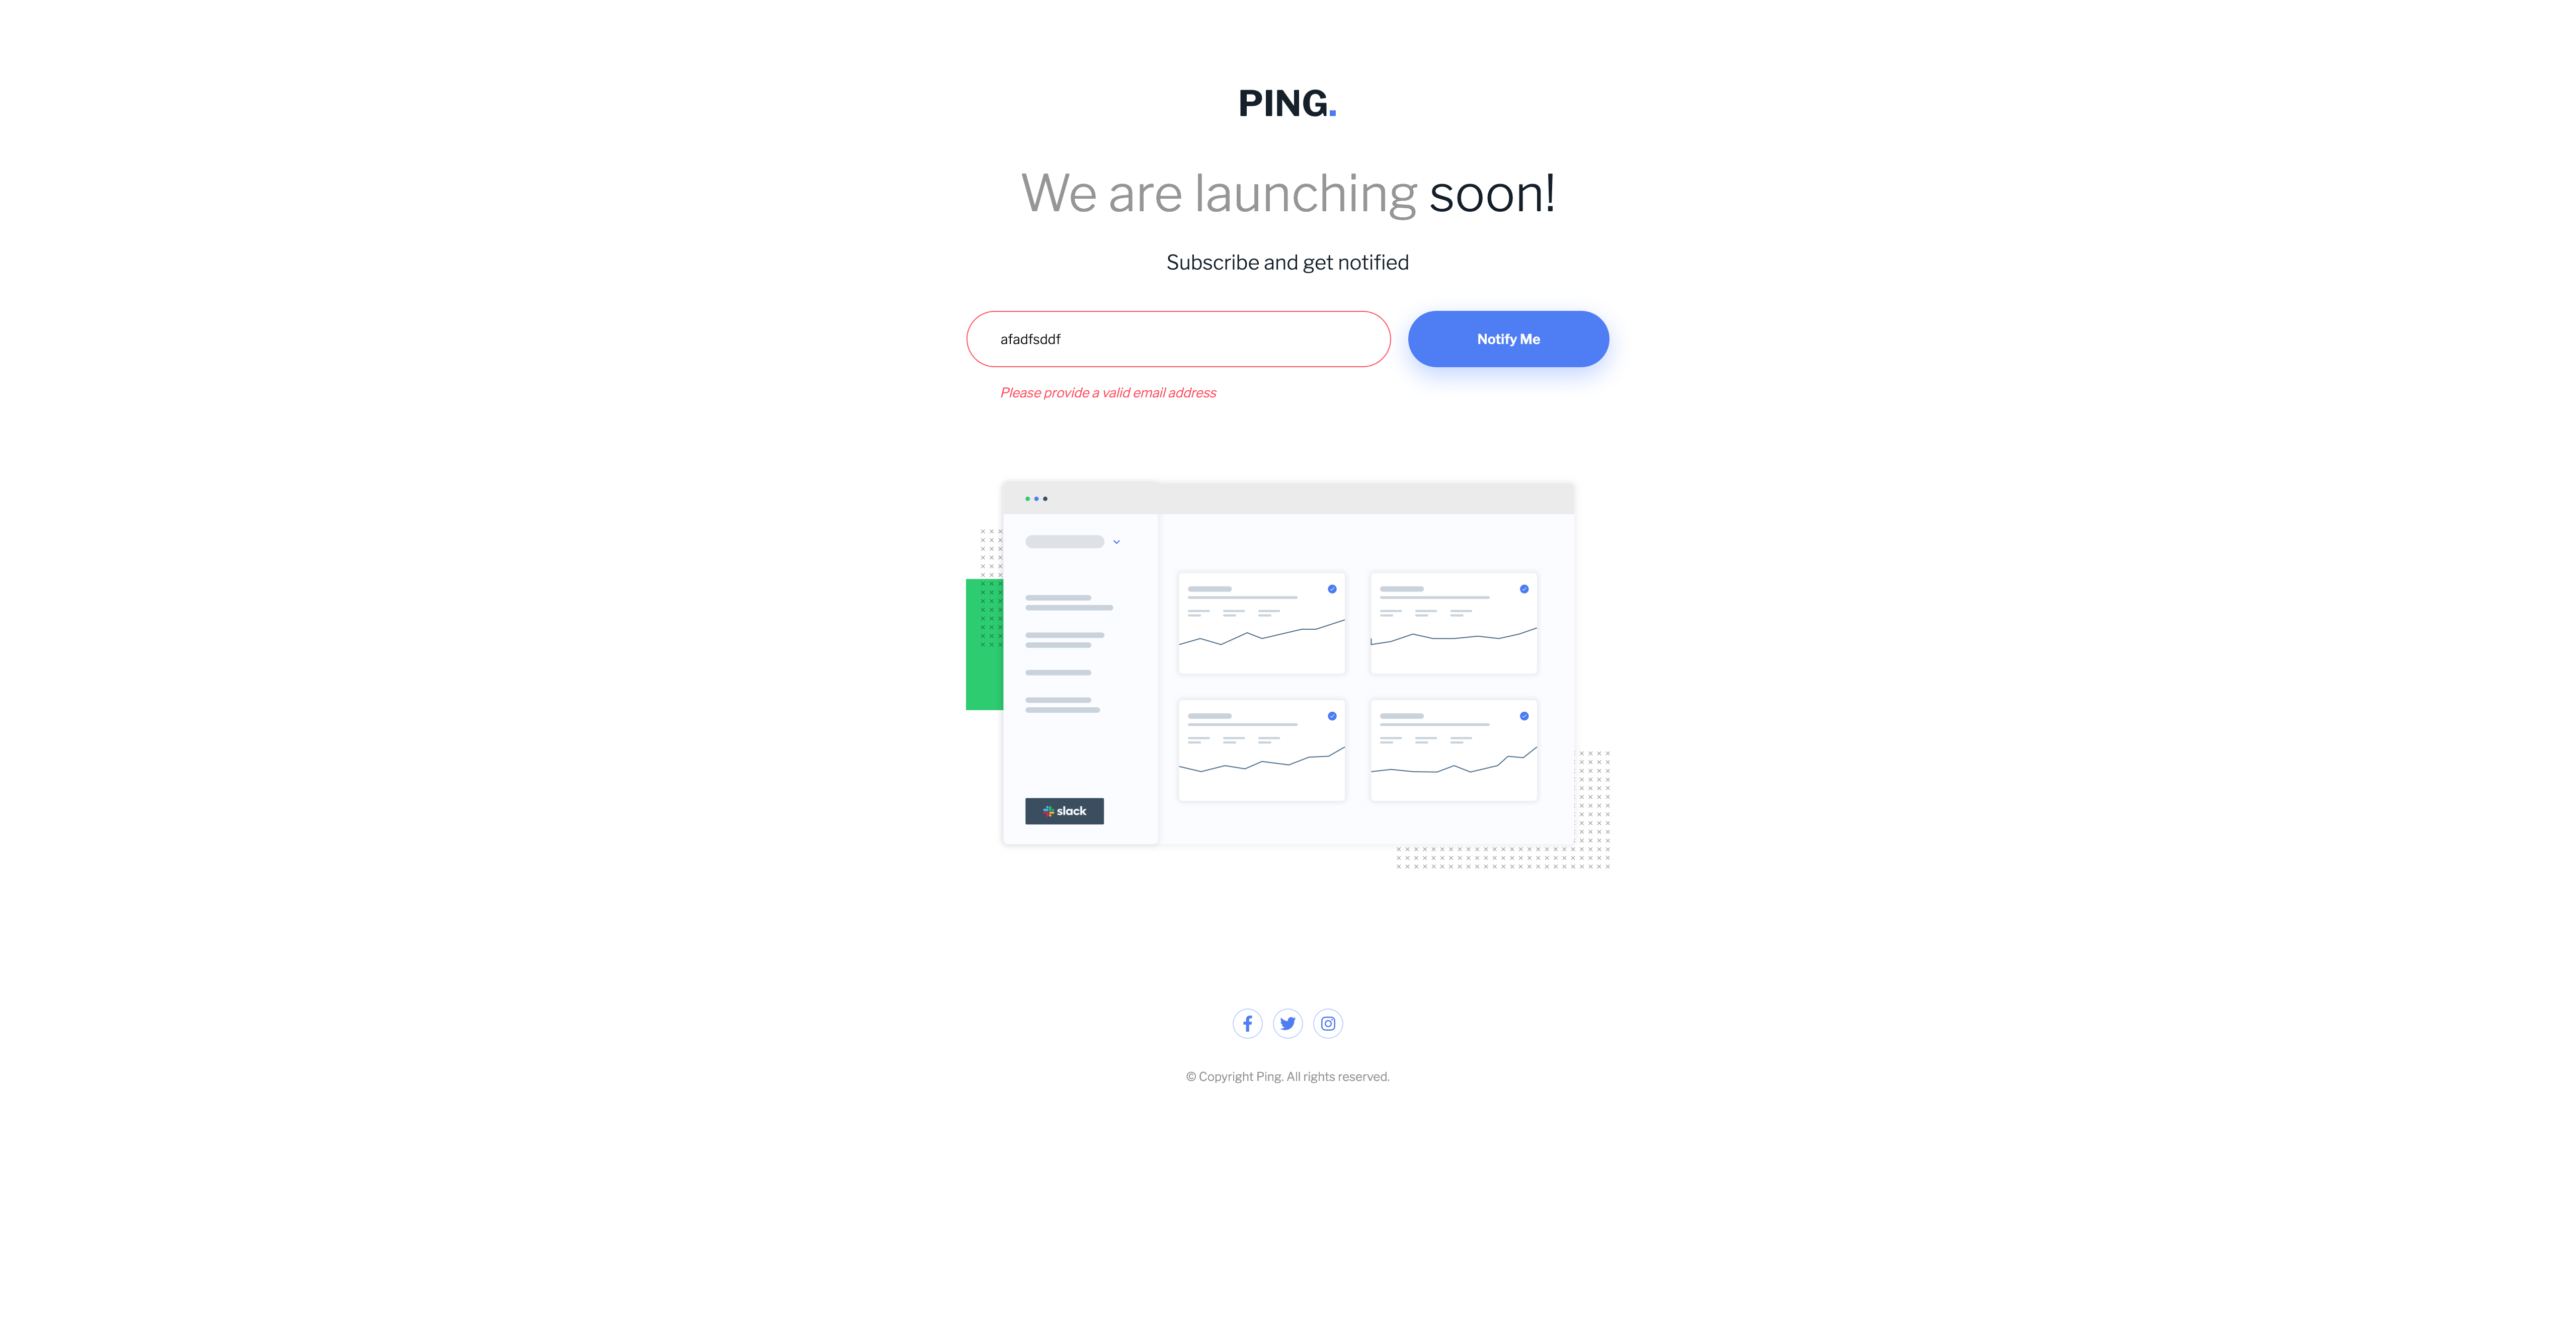 PING.
We are launching soon!
Subscribe and get notified
afadfsddf
Notify Me
Please provide a valid email address
slack
© Copyright Ping. All rights reserved.